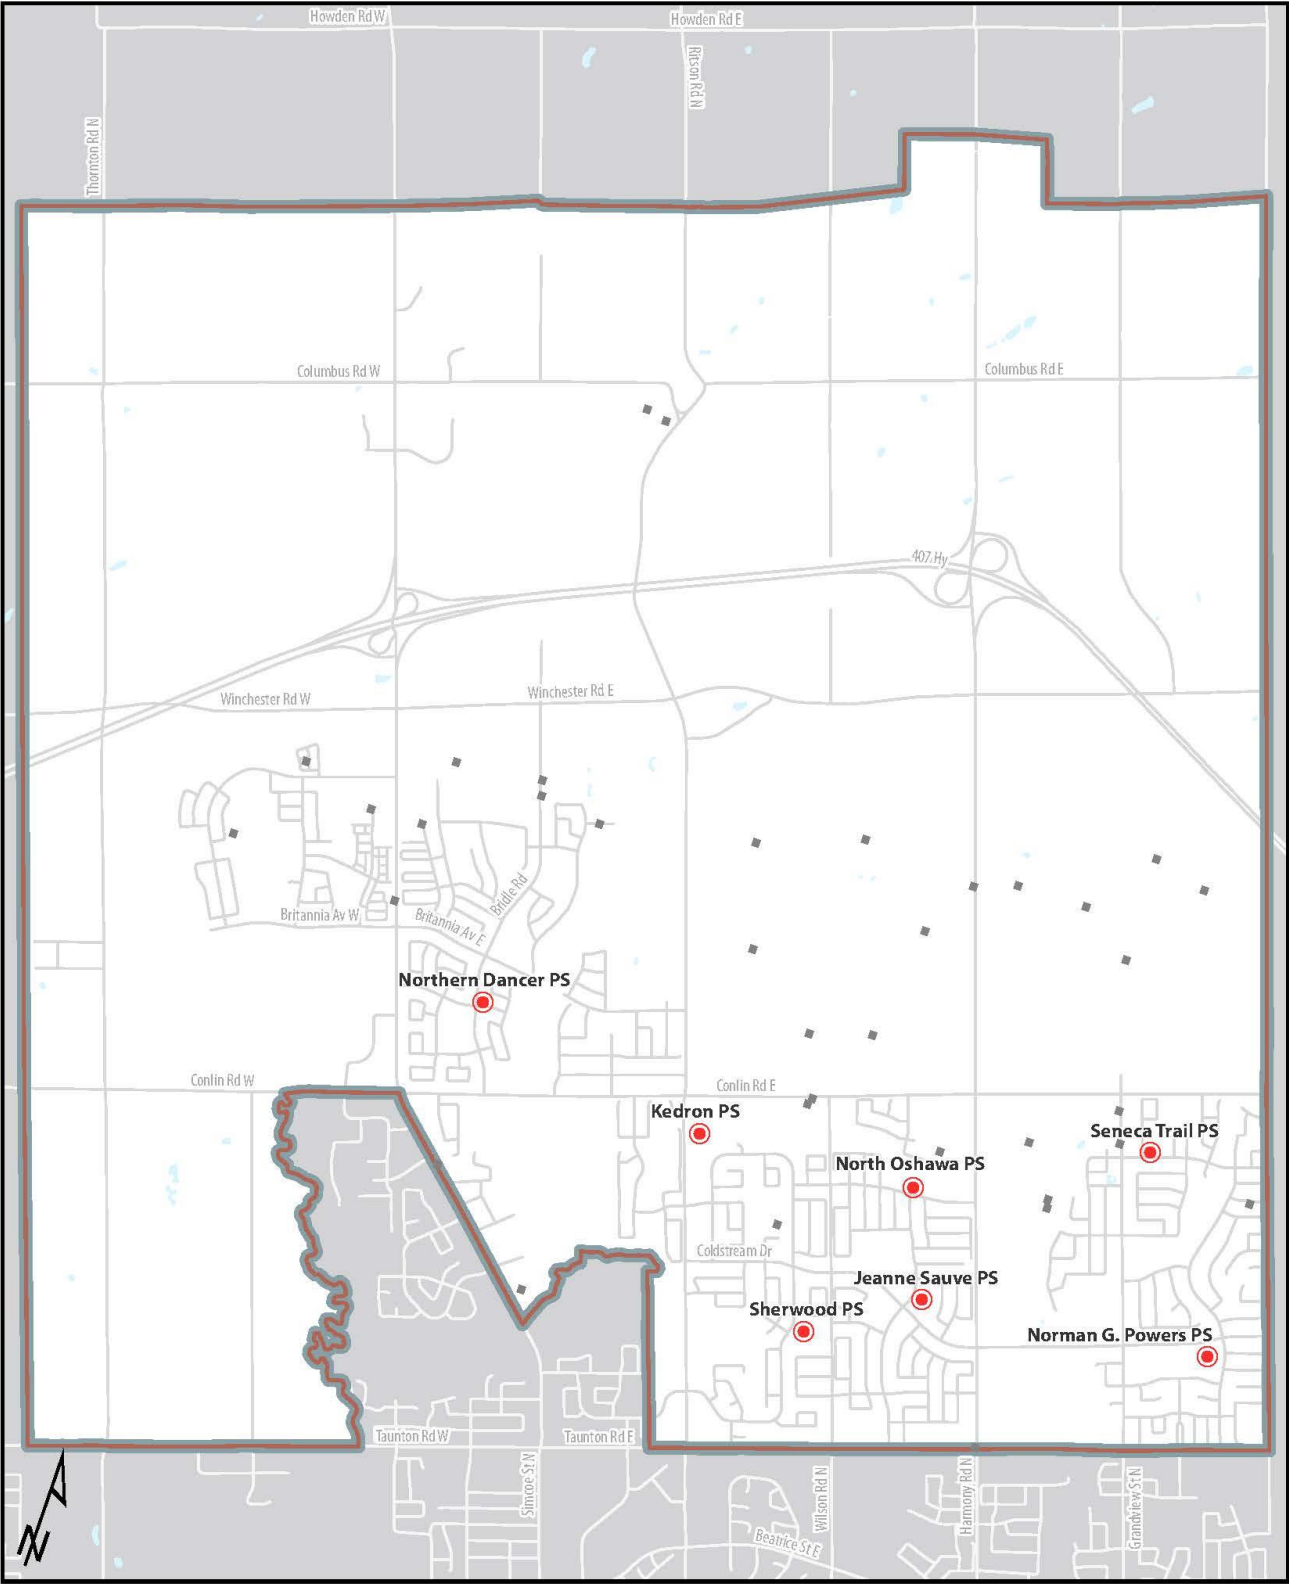 Howden Rd W
Howden Rd E
Ritson Rd N
Thornton Rd N
Columbus Rd W
Columbus Rd E
407 Hy
Winchester Rd W
Winchester Rd E
Bridle Rd
Britannia Av W
Britannia Av E
Northern Dancer PS
Conlin Rd W
Conlin Rd E
Kedron PS
Seneca Trail PS
North Oshawa PS
Coldstream Dr
Jeanne Sauve PS
Sherwood PS
Norman G. Powers PS
Taunton Rd W
Taunton Rd E
Simcoe St N
Wilson Rd N
Harmony Rd N
Grandview St N
Beatrice St E
N